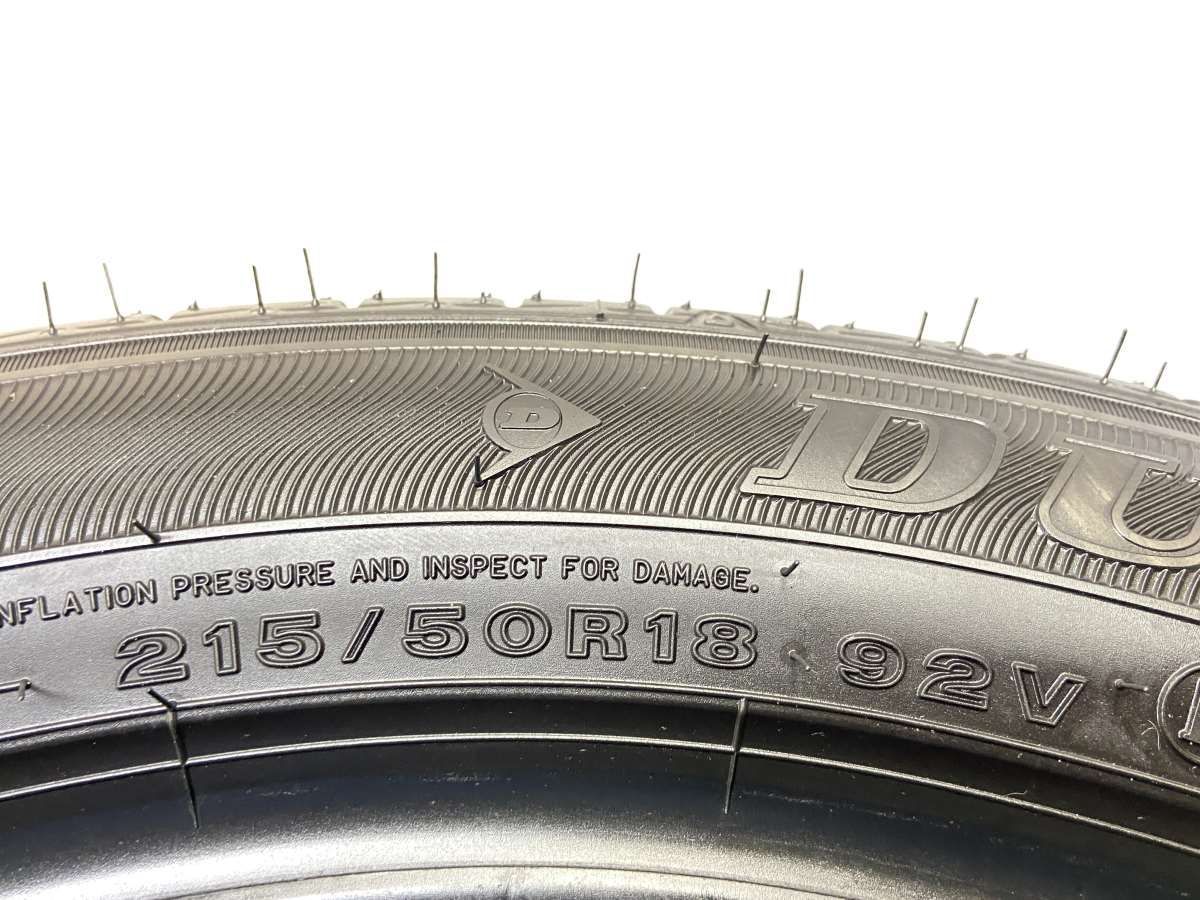 D
DU
NFLATION PRESSURE AND INSPECT FOR DAMAGE.
215/50R18 92V